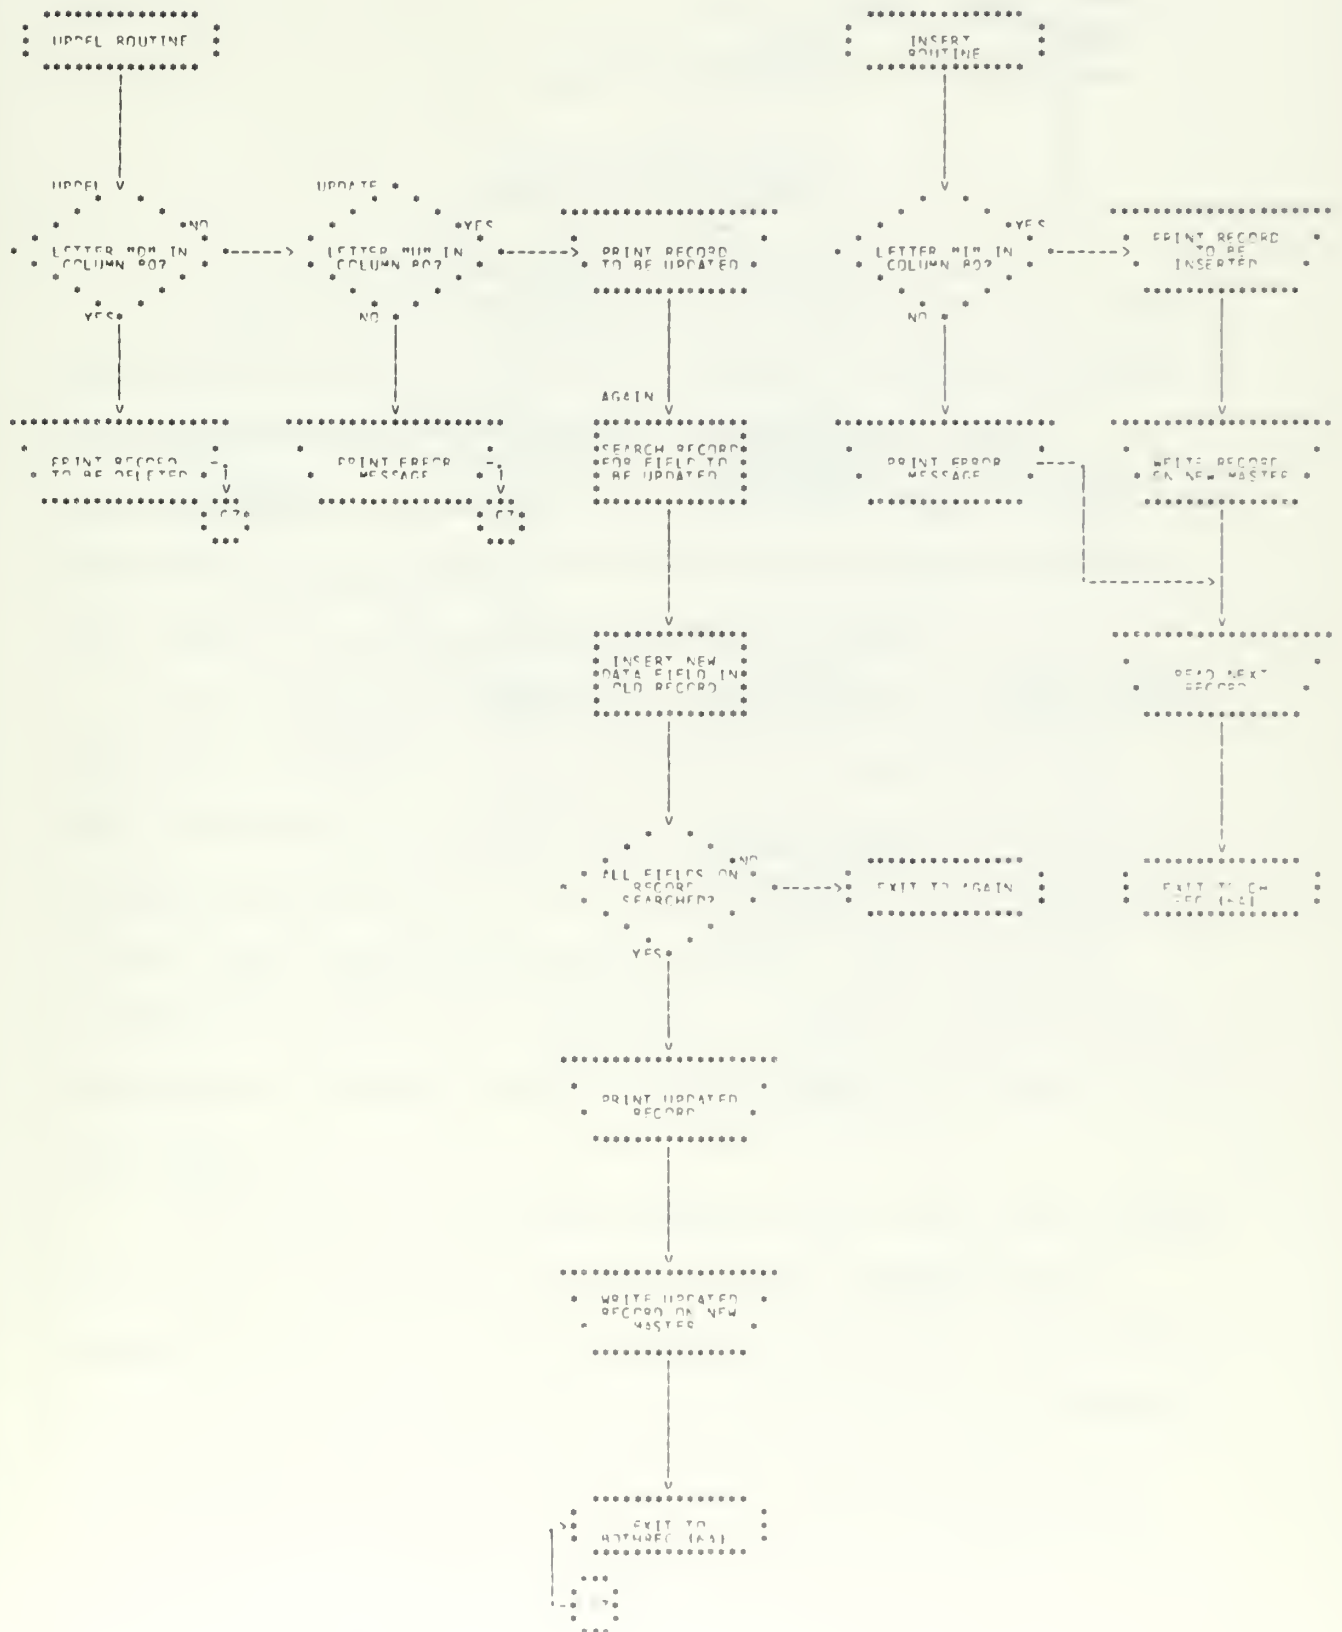 UPDEL ROUTINE
INSERT
ROUTINE
UPDEL
NO
LETTER "D" IN
COLUMN 80?
YES
UPDATE
YES
LETTER "U" IN
COLUMN 80?
NO
PRINT RECORD
TO BE UPDATED
YES
LETTER "I" IN
COLUMN 80?
NO
PRINT RECORD
TO BE
INSERTED
PRINT RECORD
TO BE DELETED
PRINT ERROR
MESSAGE
AGAIN
SEARCH RECORD
FOR FIELD TO
BE UPDATED
PRINT ERROR
MESSAGE
WRITE RECORD
ON NEW MASTER
INSERT NEW
DATA FIELD IN
OLD RECORD
READ NEXT
RECORD
NO
ALL FIELDS ON
RECORD
SEARCHED?
YES
EXIT TO AGAIN
EXIT TO
PRINT UPDATED
RECORD
WRITE UPDATED
RECORD ON NEW
MASTER
EXIT TO
BOTHREC